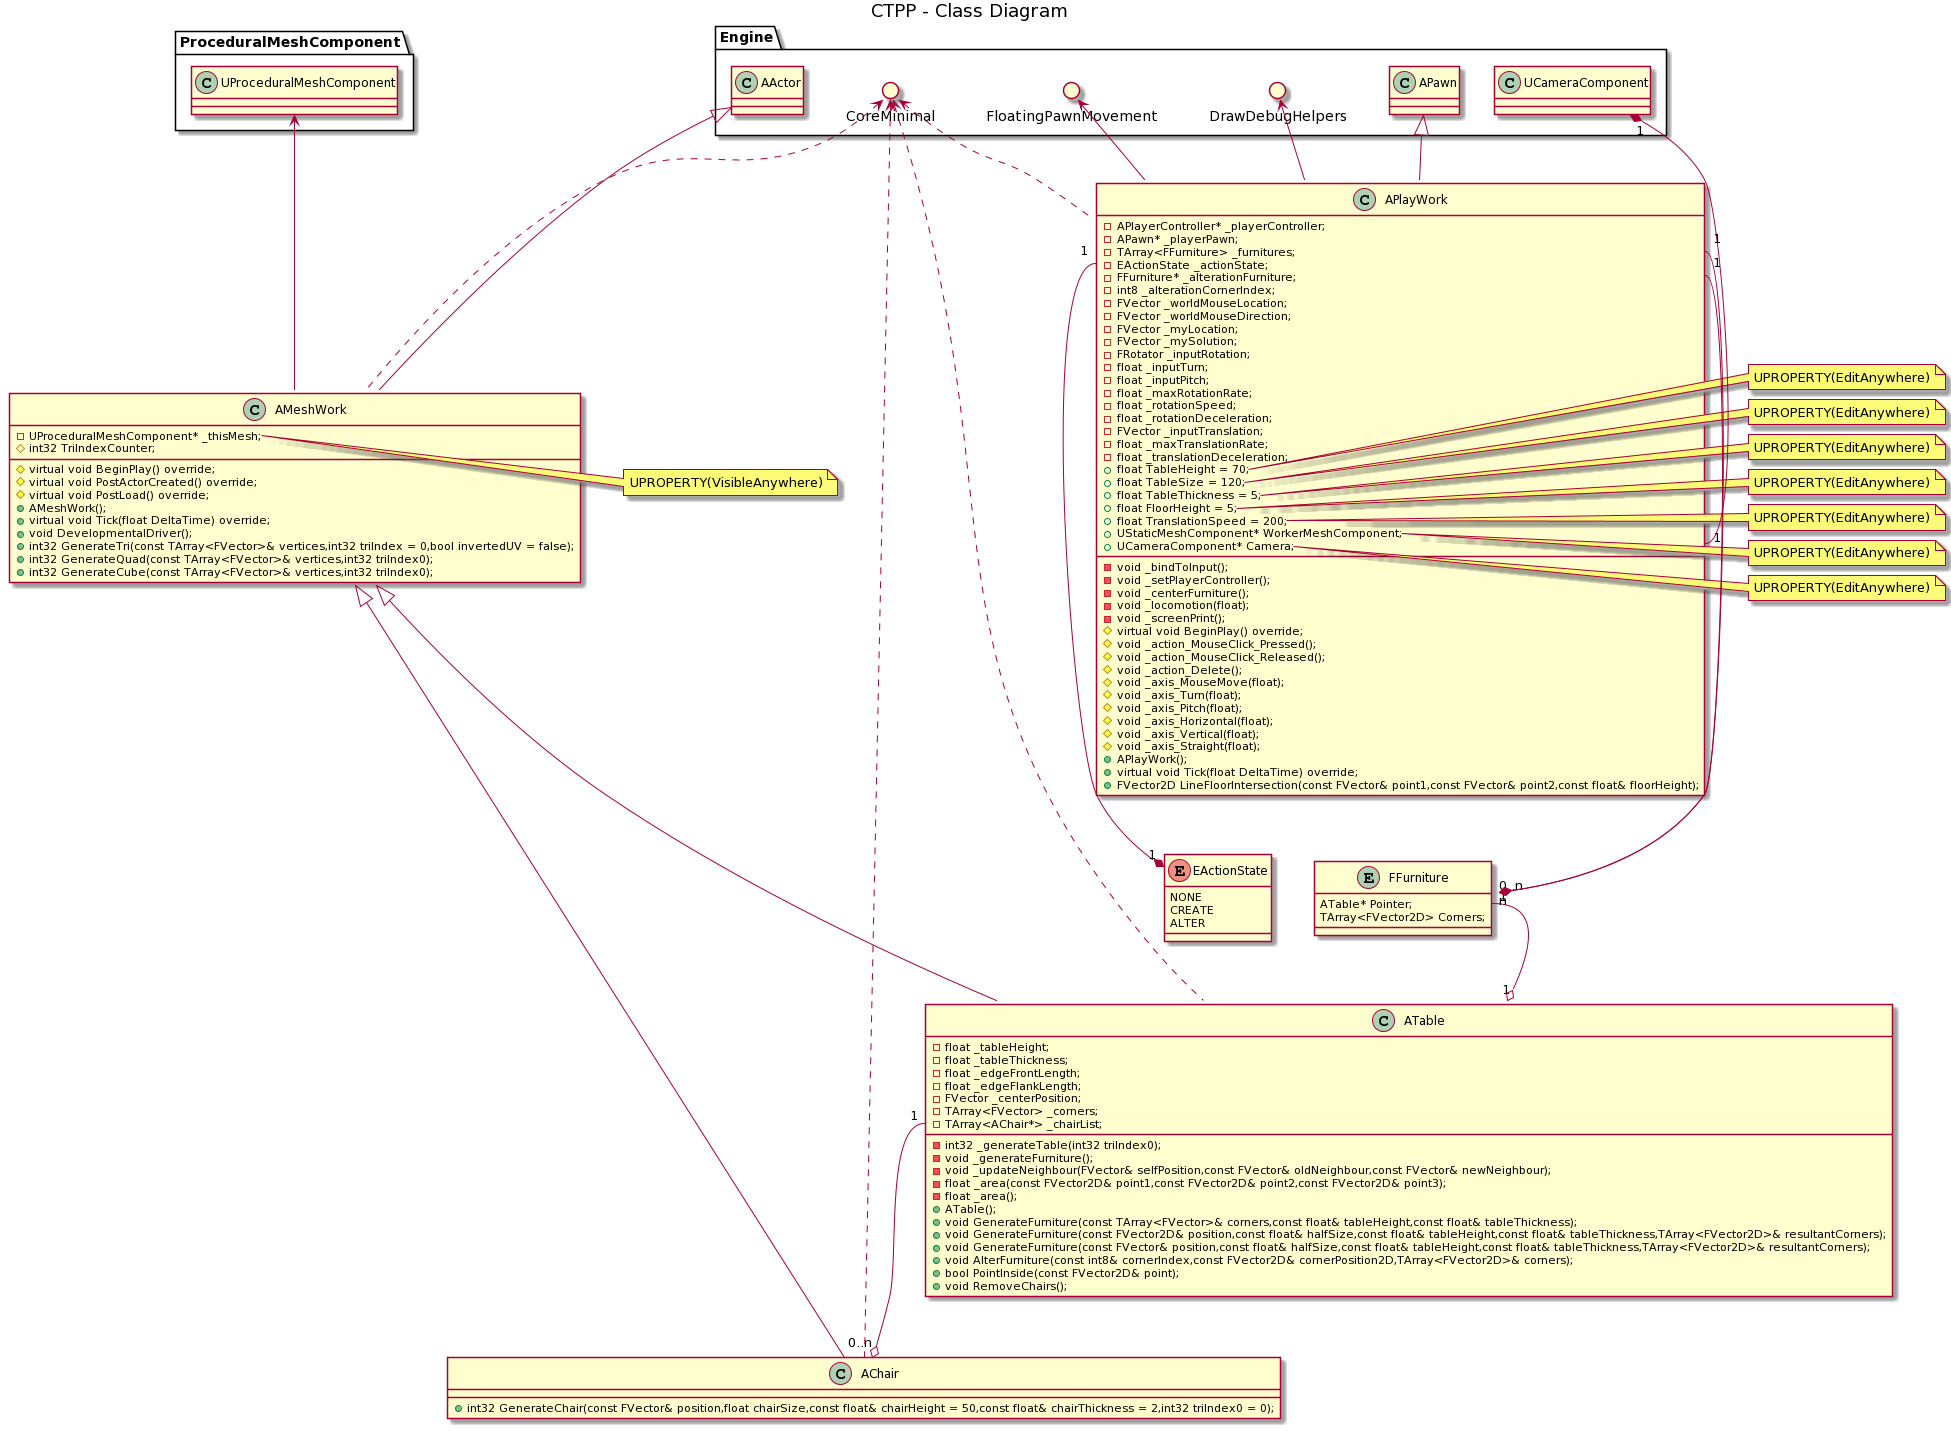 CTPP - Class Diagram
ProceduralMeshComponent
UProceduralMeshComponent
Engine
AActor
CoreMinimal
FloatingPawnMovement
DrawDebugHelpers
APawn
UCameraComponent
1
APlayWork
APlayerController* _playerController;
APawn* _playerPawn;
TArray<FFurniture> _furnitures;
EActionState _actionState;
FFurniture* _alterationFurniture;
int8 _alterationCornerIndex;
FVector _worldMouseLocation;
FVector _worldMouseDirection;
FVector _myLocation;
FVector _mySolution;
FRotator _inputRotation;
float _inputTurn;
float _inputPitch;
float _maxRotationRate;
float _rotationSpeed;
float _rotationDeceleration;
FVector _inputTranslation;
float _maxTranslationRate;
float _translationDeceleration;
float TableHeight = 70;
float TableSize = 120;
float TableThickness = 5;
float FloorHeight = 5;
float TranslationSpeed = 200;
UStaticMeshComponent* WorkerMeshComponent;
UCameraComponent* Camera;
void _bindToInput();
void _setPlayerController();
void _centerFurniture();
void _locomotion(float);
void _screenPrint();
virtual void BeginPlay() override;
void _action_MouseClick_Pressed();
void _action_MouseClick_Released();
void _action_Delete();
void _axis_MouseMove(float);
void _axis_Turn(float);
void _axis_Pitch(float);
void _axis_Horizontal(float);
void _axis_Vertical(float);
void _axis_Straight(float);
APlayWork();
virtual void Tick(float DeltaTime) override;
FVector2D LineFloorIntersection(const FVector& point1,const FVector& point2,const float& floorHeight);
1
1
1
1
UPROPERTY(EditAnywhere)
UPROPERTY(EditAnywhere)
UPROPERTY(EditAnywhere)
UPROPERTY(EditAnywhere)
UPROPERTY(EditAnywhere)
UPROPERTY(EditAnywhere)
UPROPERTY(EditAnywhere)
AMeshWork
UProceduralMeshComponent* _thisMesh;
int32 TriIndexCounter;
virtual void BeginPlay() override;
virtual void PostActorCreated() override;
virtual void PostLoad() override;
AMeshWork();
virtual void Tick(float DeltaTime) override;
void DevelopmentalDriver();
int32 GenerateTri(const TArray<FVector>& vertices,int32 triIndex = 0,bool invertedUV = false);
int32 GenerateQuad(const TArray<FVector>& vertices,int32 triIndex0);
int32 GenerateCube(const TArray<FVector>& vertices,int32 triIndex0);
UPROPERTY(VisibleAnywhere)
1
EActionState
NONE
CREATE
ALTER
FFurniture
ATable* Pointer;
TArray<FVector2D> Corners;
0..n
n
1
ATable
float _tableHeight;
float _tableThickness;
float _edgeFrontLength;
float _edgeFlankLength;
FVector _centerPosition;
TArray<FVector> _corners;
TArray<AChair*> _chairList;
int32 _generateTable(int32 triIndex0);
void _generateFurniture();
void _updateNeighbour(FVector& selfPosition,const FVector& oldNeighbour,const FVector& newNeighbour);
float _area(const FVector2D& point1,const FVector2D& point2,const FVector2D& point3);
float _area();
ATable();
void GenerateFurniture(const TArray<FVector>& corners,const float& tableHeight,const float& tableThickness);
void GenerateFurniture(const FVector2D& position,const float& halfSize,const float& tableHeight,const float& tableThickness,TArray<FVector2D>& resultantCorners);
void GenerateFurniture(const FVector& position,const float& halfSize,const float& tableHeight,const float& tableThickness,TArray<FVector2D>& resultantCorners);
void AlterFurniture(const int8& cornerIndex,const FVector2D& cornerPosition2D,TArray<FVector2D>& corners);
bool PointInside(const FVector2D& point);
void RemoveChairs();
1
0..n
AChair
int32 GenerateChair(const FVector& position,float chairSize,const float& chairHeight = 50,const float& chairThickness = 2,int32 triIndex0 = 0);